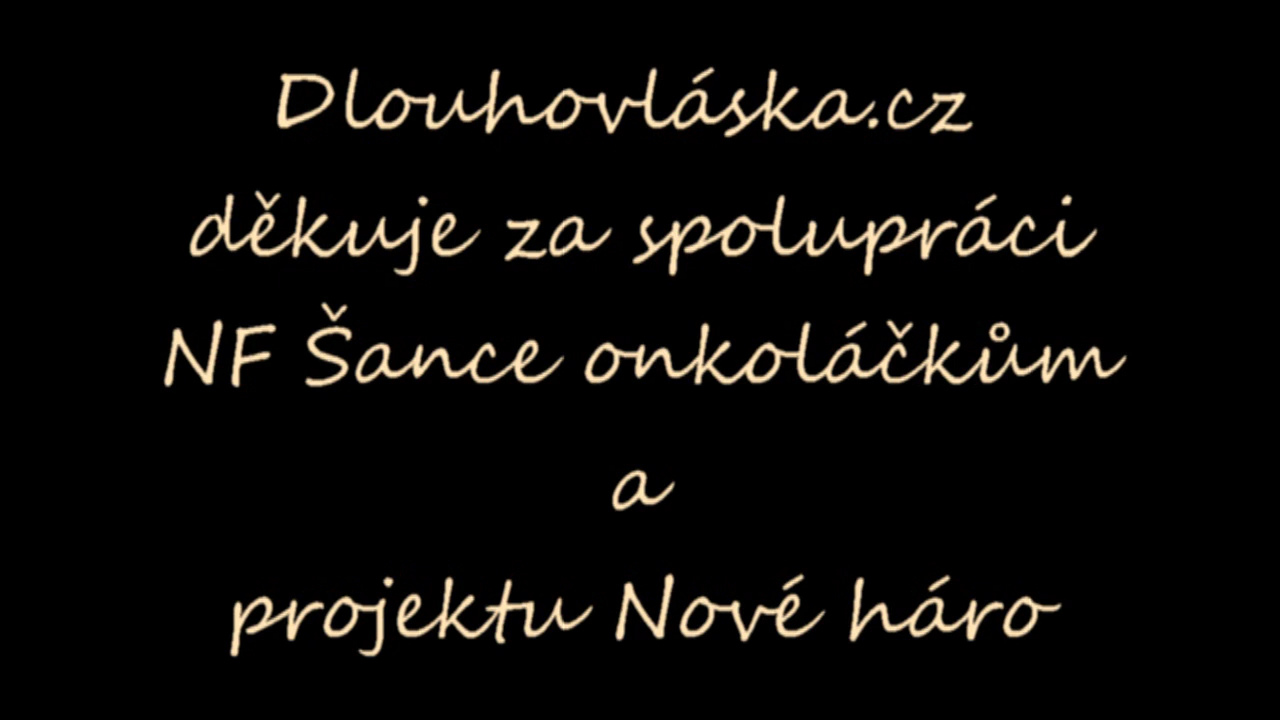 Dlouhovláska.cz
děkuje za spolupráci
NF Šance onkoláčkům
a
projektu Nové háro